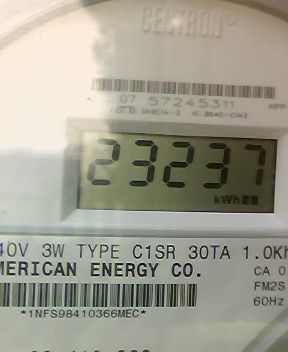 CENTRON
07 57245311
23237
kWh
40V 3W TYPE C1SR 30TA 1.0Kh
MERICAN ENERGY CO.
CA 0
FM2S
60Hz
*1NFS98410366MEC*